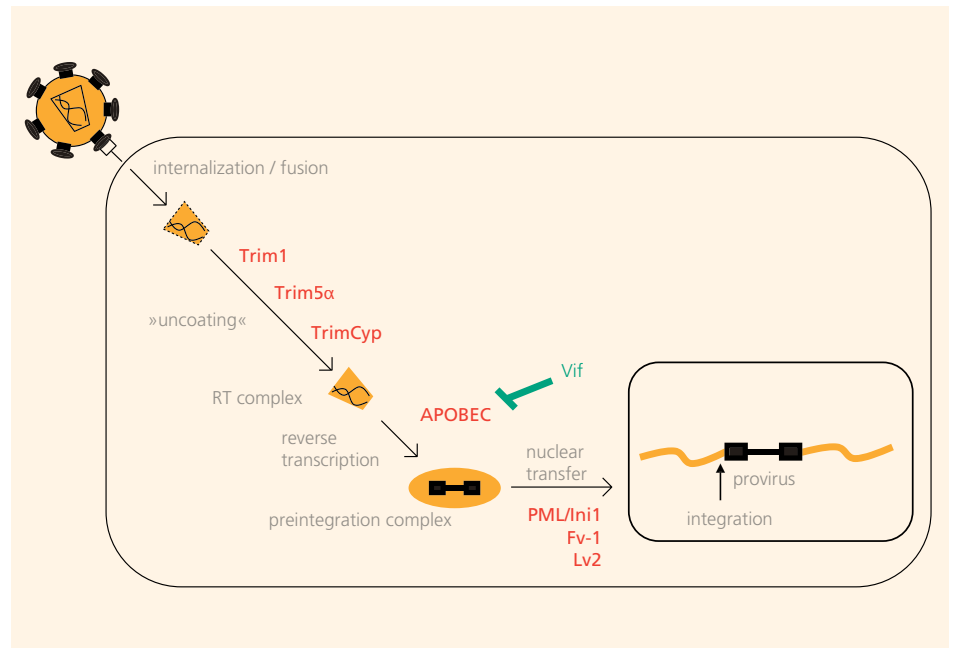 internalization / fusion
Trim1
Trim5α
»uncoating«
TrimCyp
RT complex
Vif
APOBEC
reverse
transcription
nuclear
transfer
preintegration complex
PML/Ini1
Fv-1
Lv2
provirus
integration